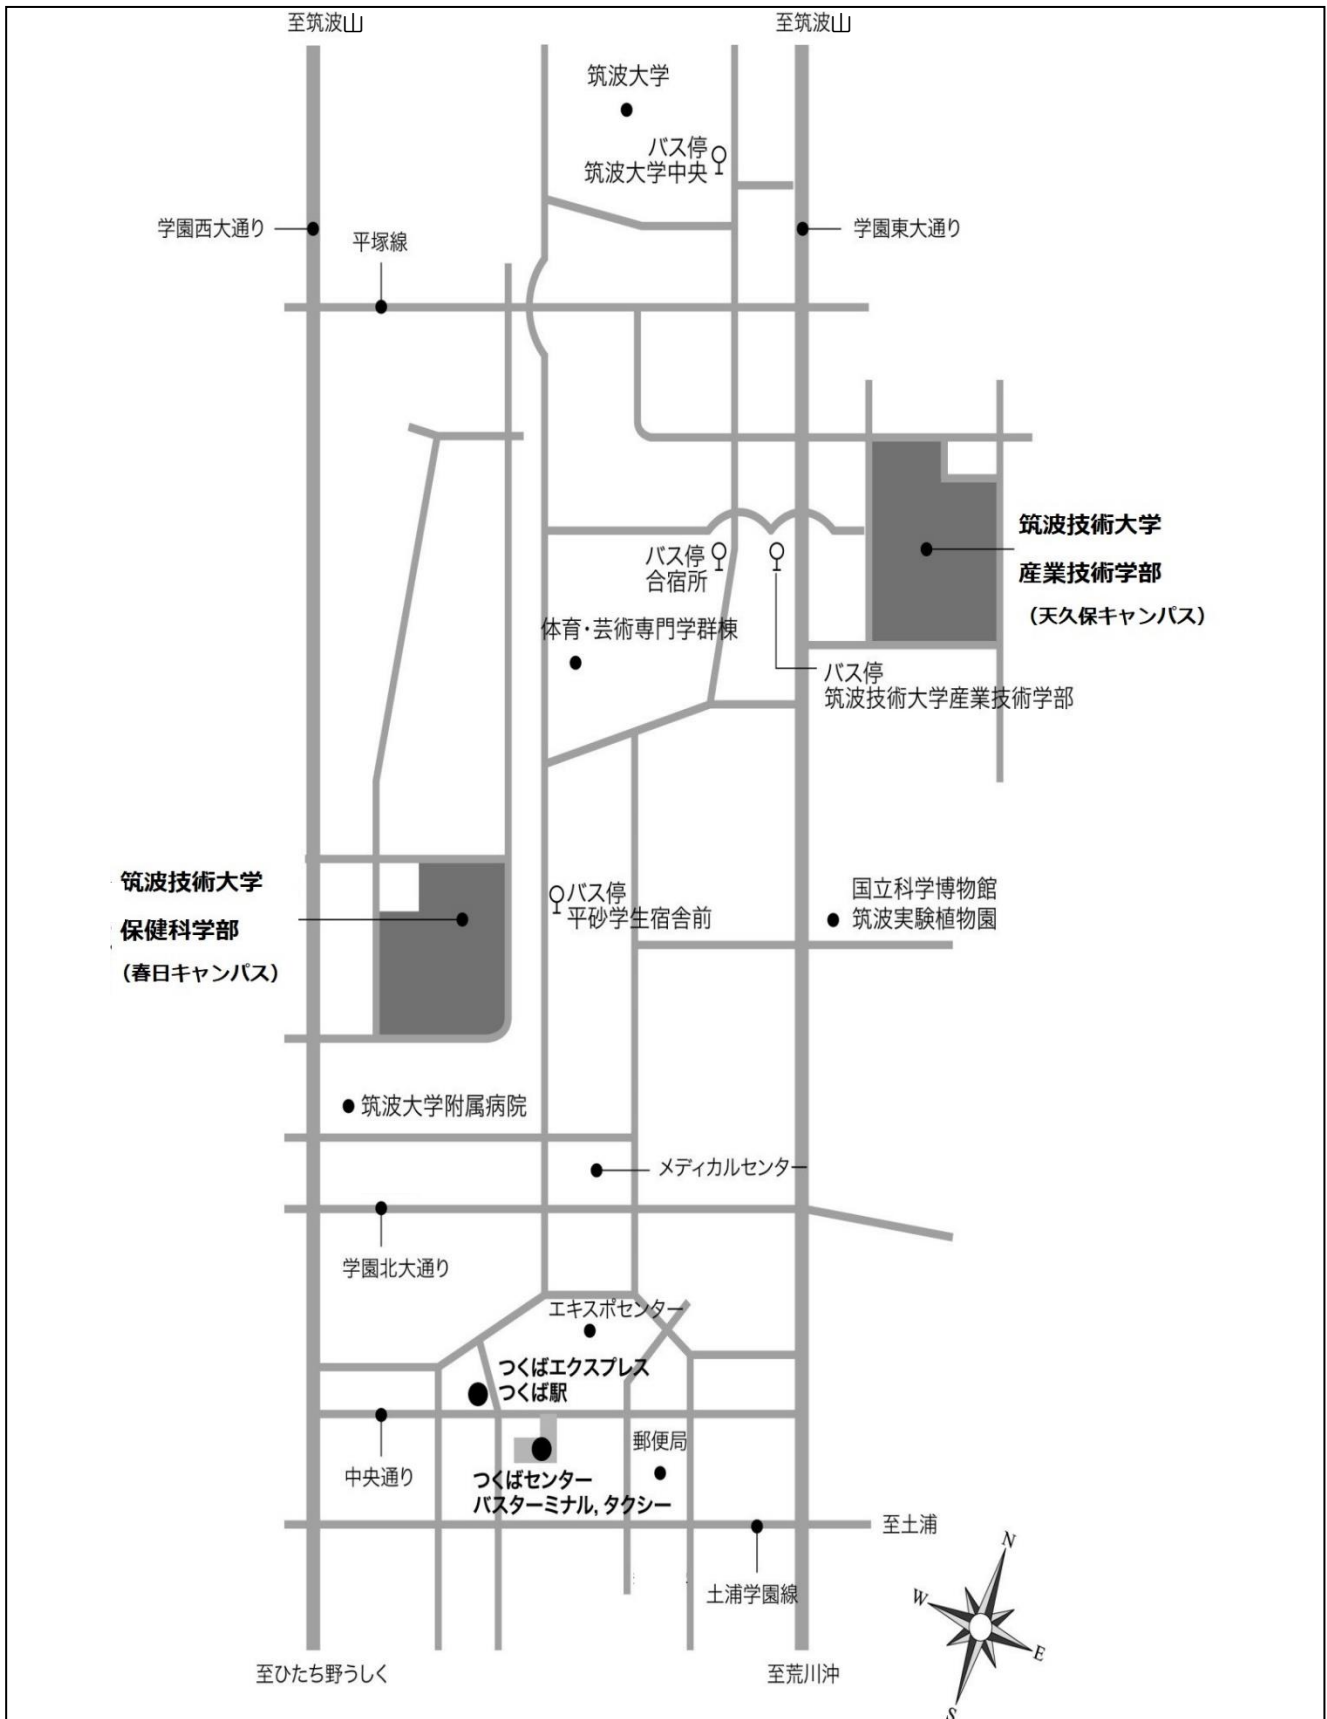 至筑波山
至筑波山
筑波大学
バス停
筑波大学中央
学園西大通り
学園東大通り
平塚線
筑波技術大学
産業技術学部
（天久保キャンパス）
バス停
合宿所
体育・芸術専門学群棟
バス停
筑波技術大学産業技術学部
筑波技術大学
保健科学部
（春日キャンパス）
バス停
平砂学生宿舎前
国立科学博物館
筑波実験植物園
筑波大学附属病院
メディカルセンター
学園北大通り
エキスポセンター
つくばエクスプレス
つくば駅
郵便局
中央通り
つくばセンター
バスターミナル, タクシー
至土浦
土浦学園線
N
W
E
S
至ひたち野うしく
至荒川沖